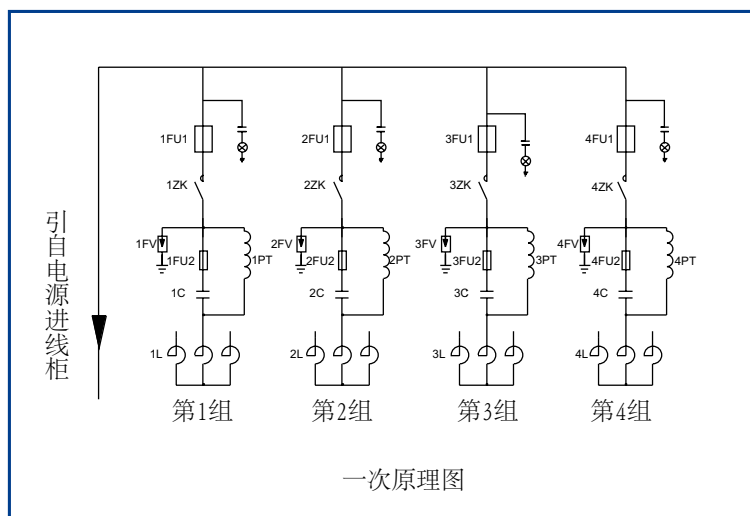 1FU1
2FU1
3FU1
4FU1
1ZK
2ZK
3ZK
4ZK
引自电源进线柜
1FV
2FV
3FV
4FV
1FU2
1PT
2FU2
2PT
3FU2
3PT
4FU2
4PT
1C
2C
3C
4C
1L
2L
3L
4L
第1组
第2组
第3组
第4组
一次原理图